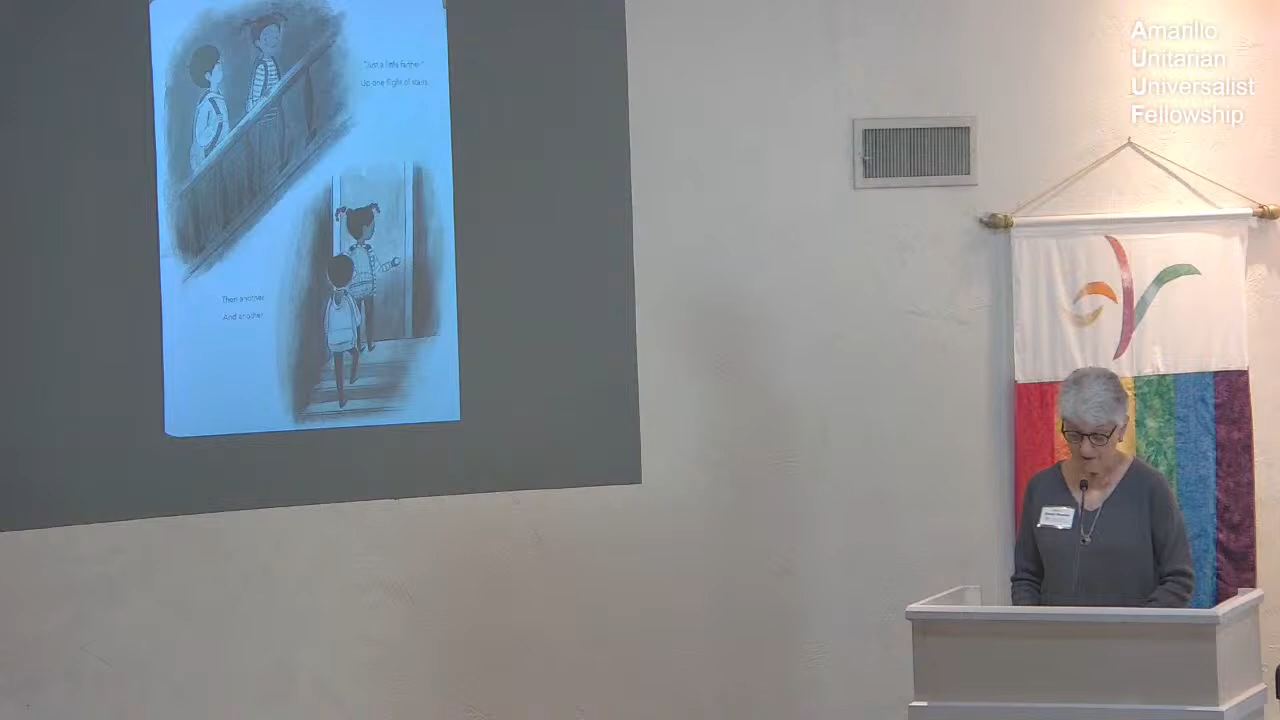 "Just a little farther."
Up one flight of stairs.
Then another.
And another.
Amarillo
Unitarian
Universalist
Fellowship